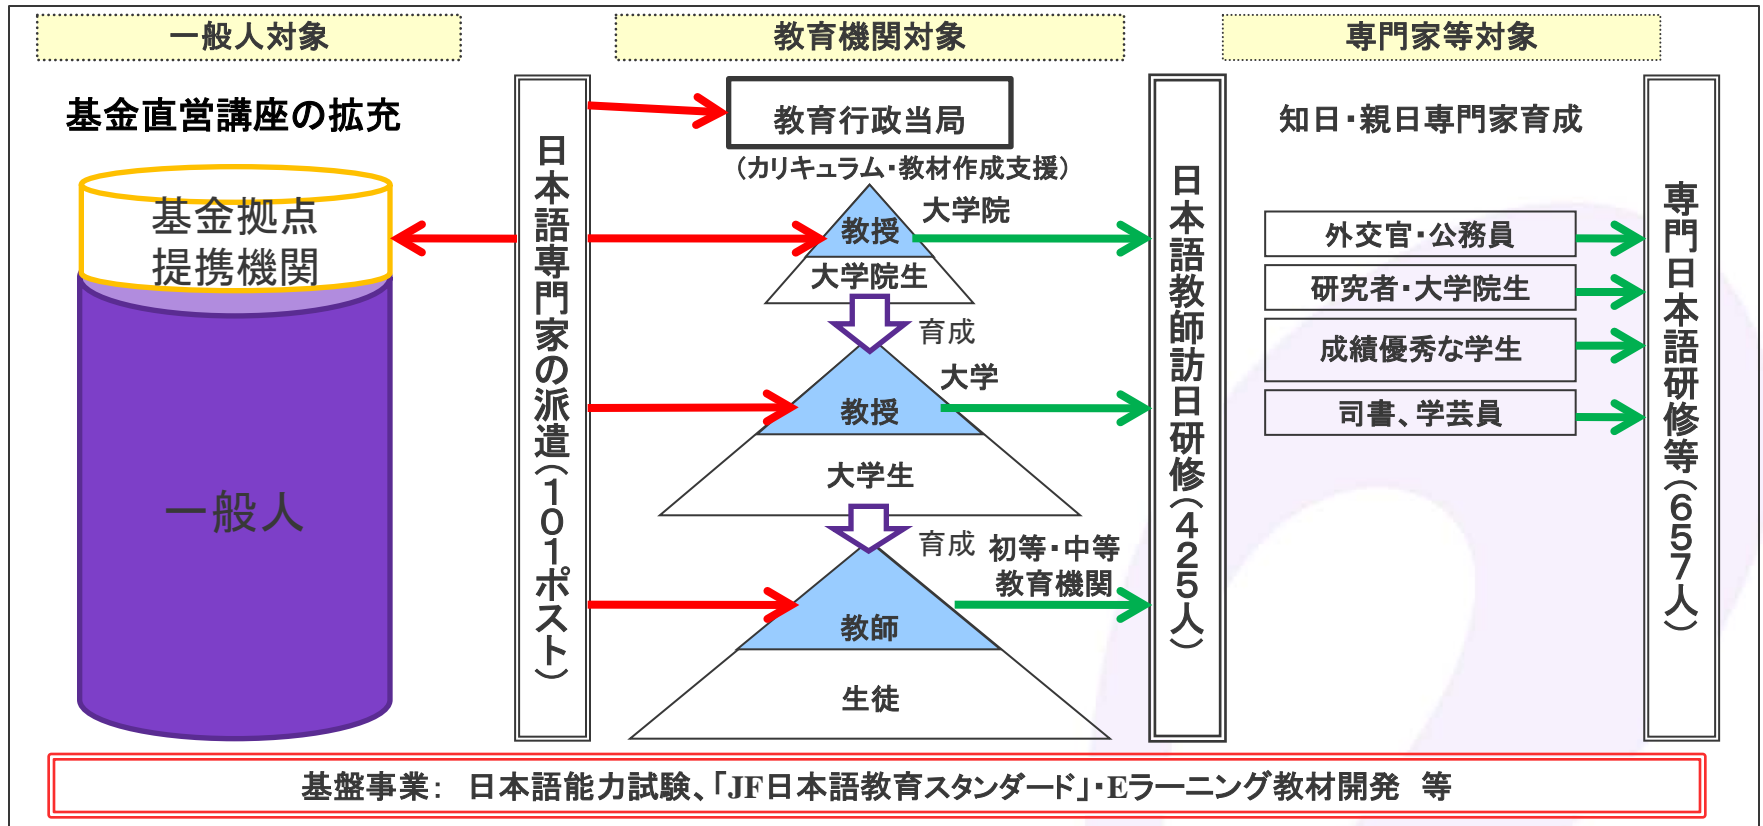 一般人対象
教育機関対象
専門家等対象
基金直営講座の拡充
基金拠点
提携機関
一般人
日本語専門家の派遣(101ポスト)
教育行政当局
(カリキュラム・教材作成支援)
大学院
教授
大学院生
育成
大学
教授
大学生
育成
初等・中等
教育機関
教師
生徒
日本語教師訪日研修(425人)
知日・親日専門家育成
外交官・公務員
研究者・大学院生
成績優秀な学生
司書、学芸員
専門日本語研修等(657人)
基盤事業: 日本語能力試験、「JF日本語教育スタンダード」・Eラーニング教材開発 等